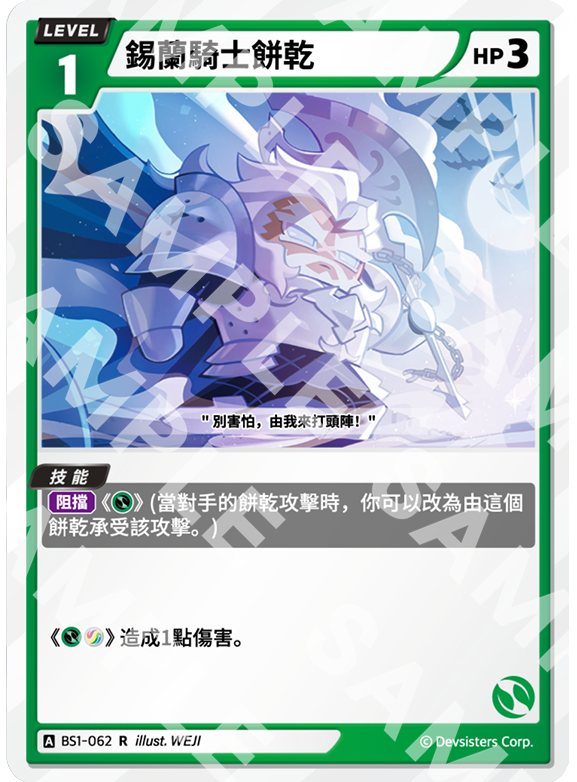 LEVEL
1
錫蘭騎士餅乾
HP 3
SAMPLE
" 別害怕，由我來打頭陣! "
技能
阻擋 《 》 (當對手的餅乾攻擊時，你可以改為由這個
餅乾承受該攻擊。)
《 》 造成1點傷害。
A BS1-062 R illust. WEJI
© Devsisters Corp.